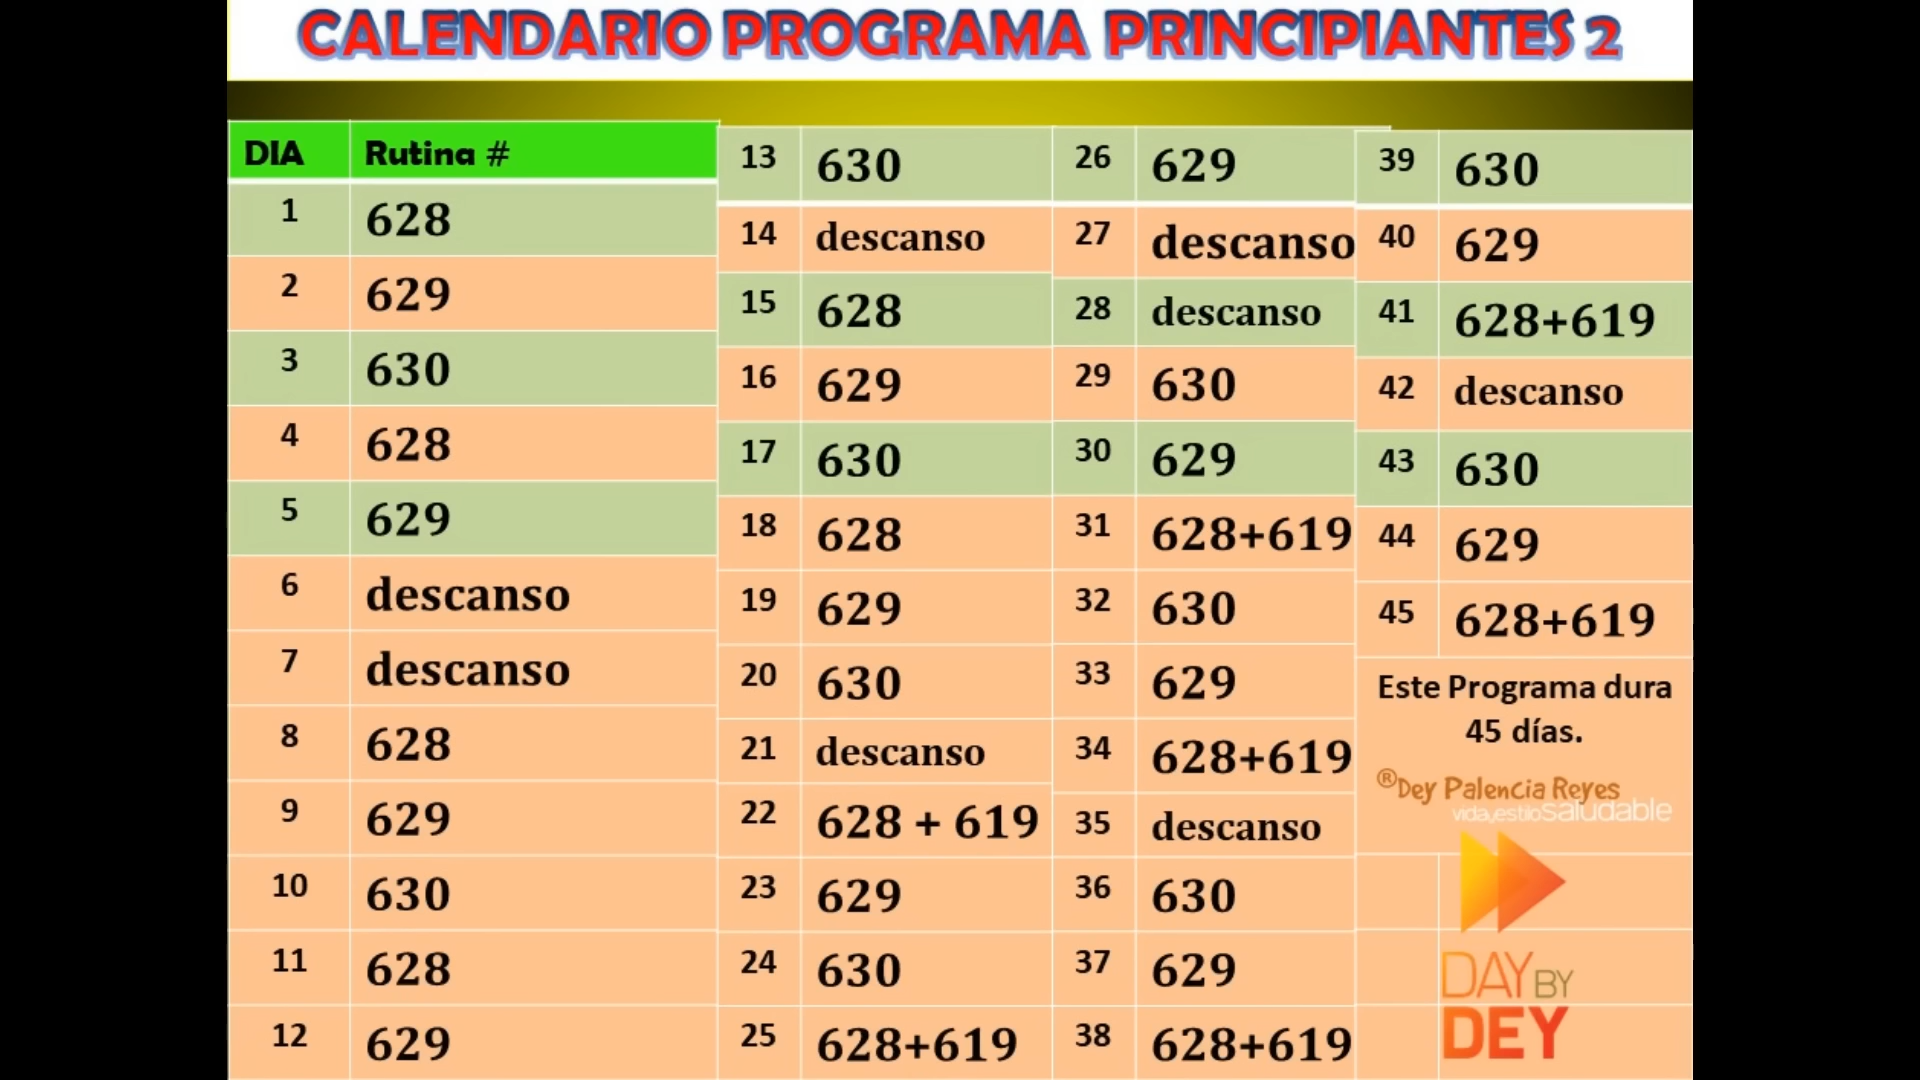 CALENDARIO PROGRAMA PRINCIPIANTES 2
DIA Rutina #
1 628
2 629
3 630
4 628
5 629
6 descanso
7 descanso
8 628
9 629
10 630
11 628
12 629
13 630
14 descanso
15 628
16 629
17 630
18 628
19 629
20 630
21 descanso
22 628 + 619
23 629
24 630
25 628+619
26 629
27 descanso
28 descanso
29 630
30 629
31 628+619
32 630
33 629
34 628+619
35 descanso
36 630
37 629
38 628+619
39 630
40 629
41 628+619
42 descanso
43 630
44 629
45 628+619
Este Programa dura
45 días.
®Dey Palencia Reyes
vida,estilosaludable
DAY BY
DEY